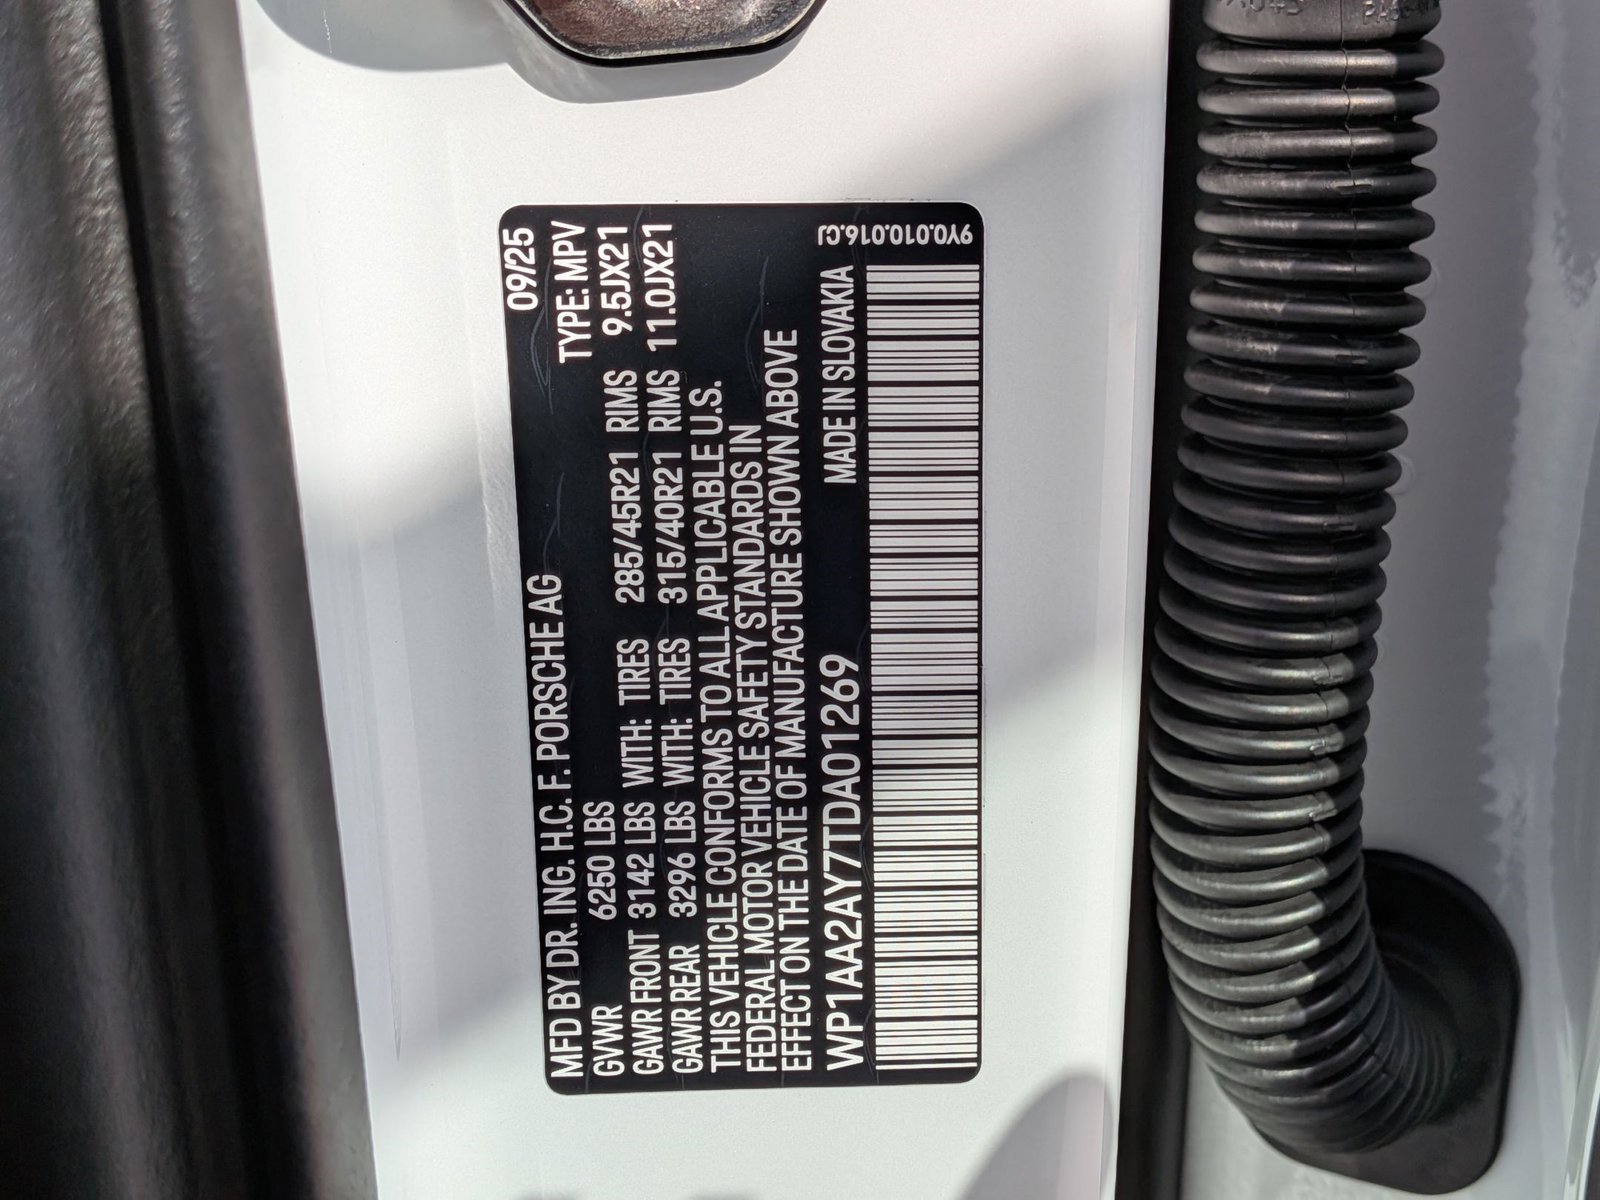 09/25
MFD BY DR. ING. H.C. F. PORSCHE AG
TYPE: MPV
GVWR 6250 LBS
GAWR FRONT 3142 LBS WITH: TIRES 285/45R21 RIMS 9.5JX21
GAWR REAR 3296 LBS WITH: TIRES 315/40R21 RIMS 11.0JX21
THIS VEHICLE CONFORMS TO ALL APPLICABLE U.S.
FEDERAL MOTOR VEHICLE SAFETY STANDARDS IN
EFFECT ON THE DATE OF MANUFACTURE SHOWN ABOVE
MADE IN SLOVAKIA
WP1AA2AY7TDA01269
9Y0.010.016.CJ